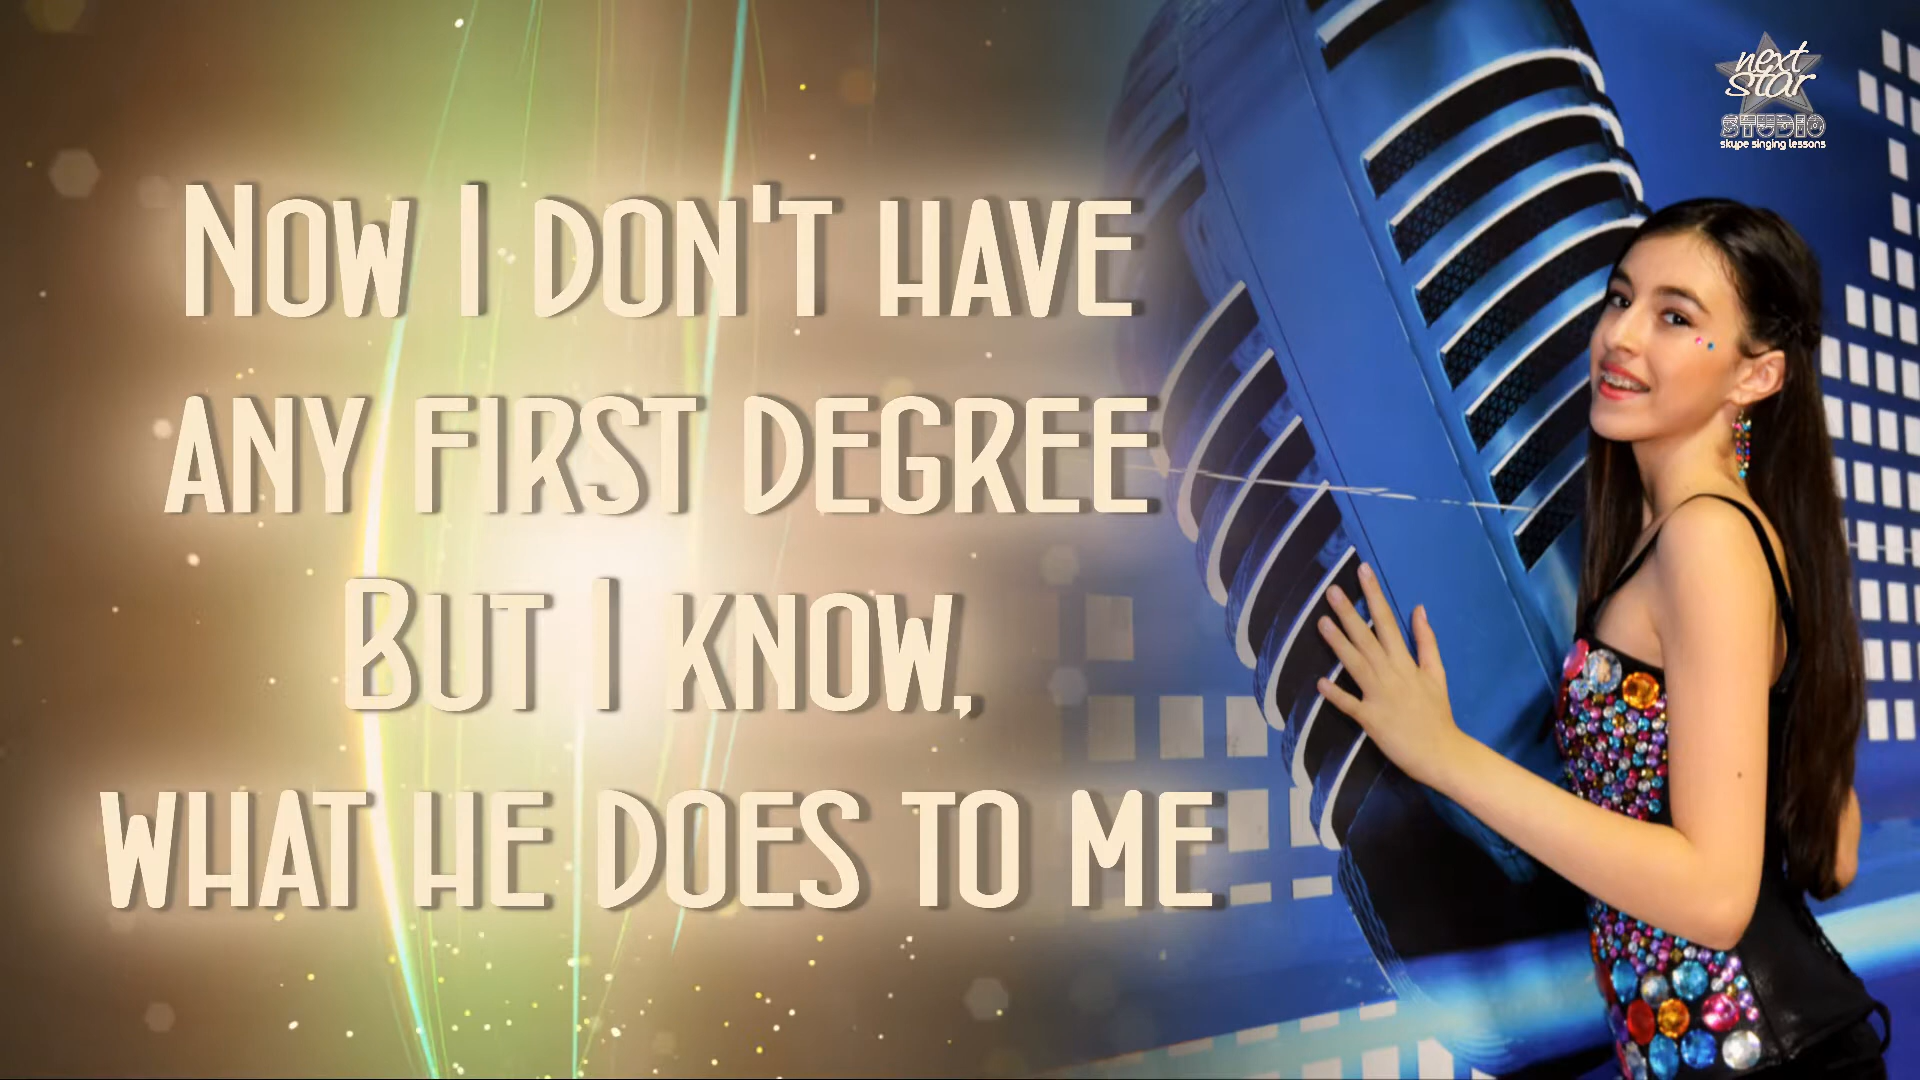 next
star
STUDIO
skype singing lessons
Now I don't have
any first degree
But I know,
what he does to me